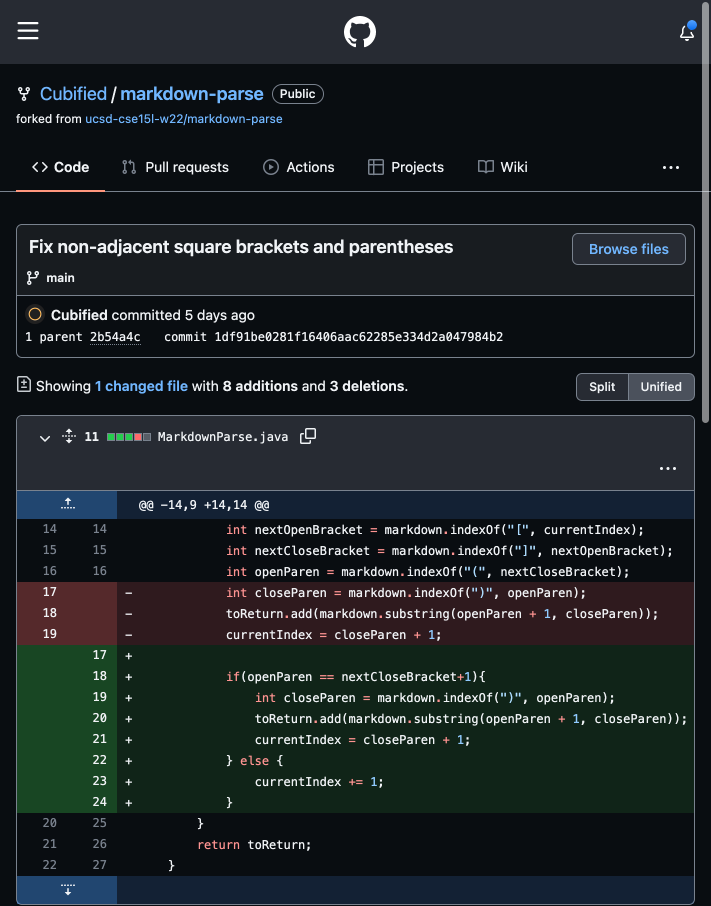 Cubified / markdown-parse Public
forked from ucsd-cse15l-w22/markdown-parse
Code Pull requests Actions Projects Wiki ...
Fix non-adjacent square brackets and parentheses
Browse files
main
Cubified committed 5 days ago
1 parent 2b54a4c commit 1df91be0281f16406aac62285e334d2a047984b2
Showing 1 changed file with 8 additions and 3 deletions.
Split Unified
11 MarkdownParse.java
...
@@ -14,9 +14,14 @@
14 14 int nextOpenBracket = markdown.indexOf("[", currentIndex);
15 15 int nextCloseBracket = markdown.indexOf("]", nextOpenBracket);
16 16 int openParen = markdown.indexOf("(", nextCloseBracket);
17 - int closeParen = markdown.indexOf(")", openParen);
18 - toReturn.add(markdown.substring(openParen + 1, closeParen));
19 - currentIndex = closeParen + 1;
17 +
18 + if(openParen == nextCloseBracket+1){
19 + int closeParen = markdown.indexOf(")", openParen);
20 + toReturn.add(markdown.substring(openParen + 1, closeParen));
21 + currentIndex = closeParen + 1;
22 + } else {
23 + currentIndex += 1;
24 + }
20 25 }
21 26 return toReturn;
22 27 }